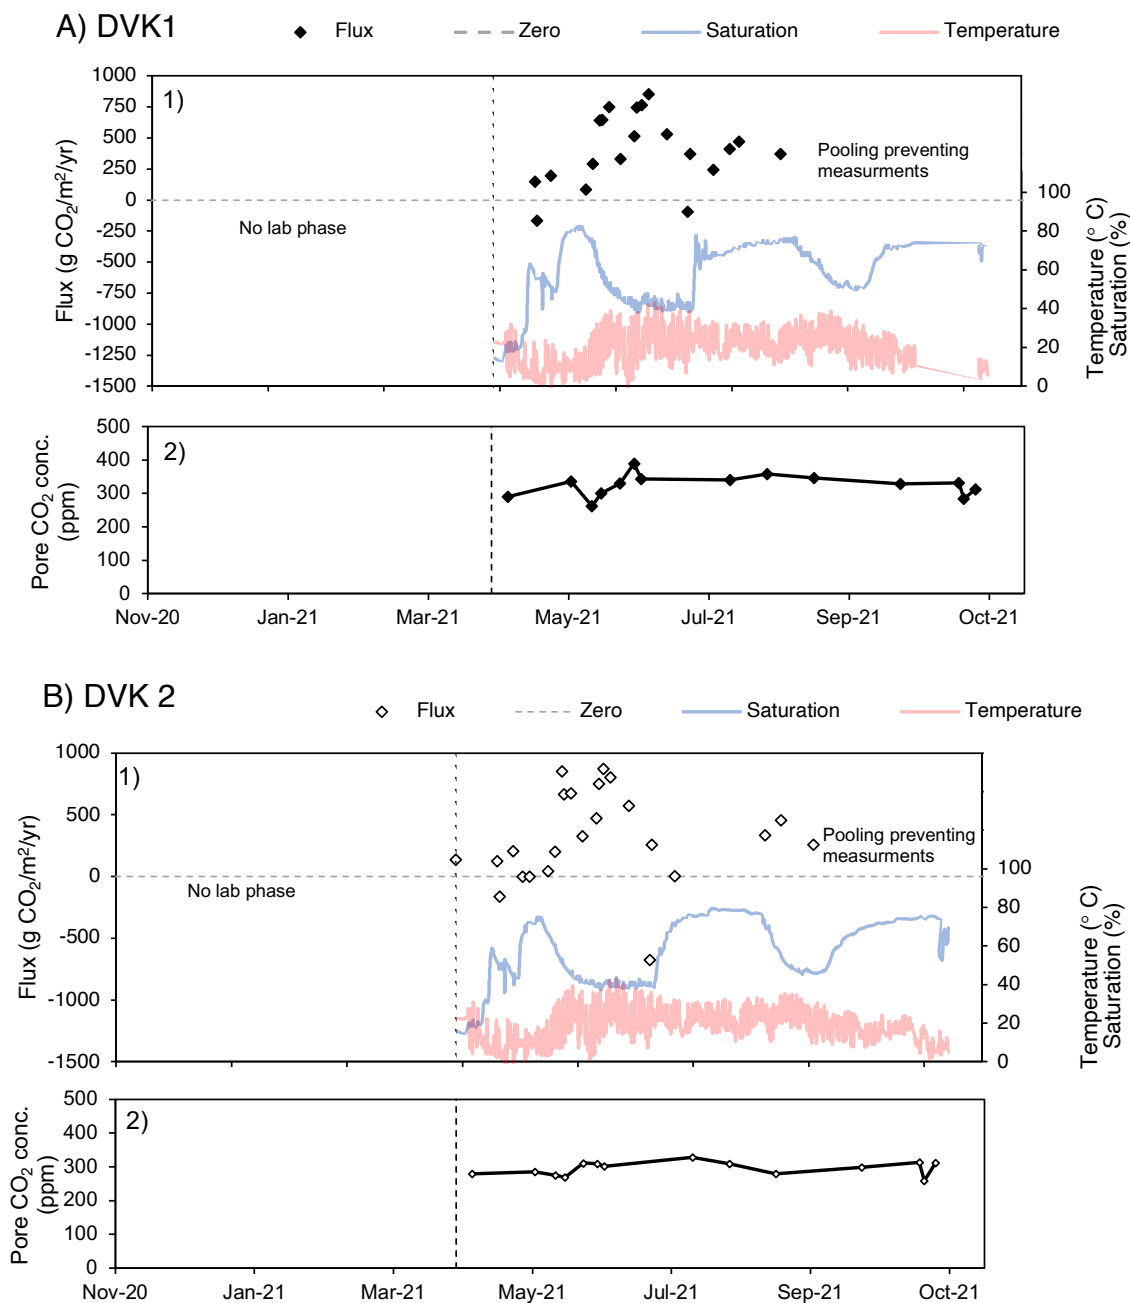 A) DVK1
Flux Zero Saturation Temperature
1)
1000
750
500
250
0
-250
-500
-750
-1000
-1250
-1500
Flux (g CO₂/m²/yr)
No lab phase
Pooling preventing
measurments
100
80
60
40
20
0
Temperature (° C)
Saturation (%)
2)
500
400
300
200
100
0
Pore CO₂ conc.
(ppm)
Nov-20 Jan-21 Mar-21 May-21 Jul-21 Sep-21 Oct-21
B) DVK 2
Flux Zero Saturation Temperature
1)
1000
500
0
-500
-1000
-1500
Flux (g CO₂/m²/yr)
No lab phase
Pooling preventing
measurments
100
80
60
40
20
0
Temperature (° C)
Saturation (%)
2)
500
400
300
200
100
0
Pore CO₂ conc.
(ppm)
Nov-20 Jan-21 Mar-21 May-21 Jul-21 Sep-21 Oct-21